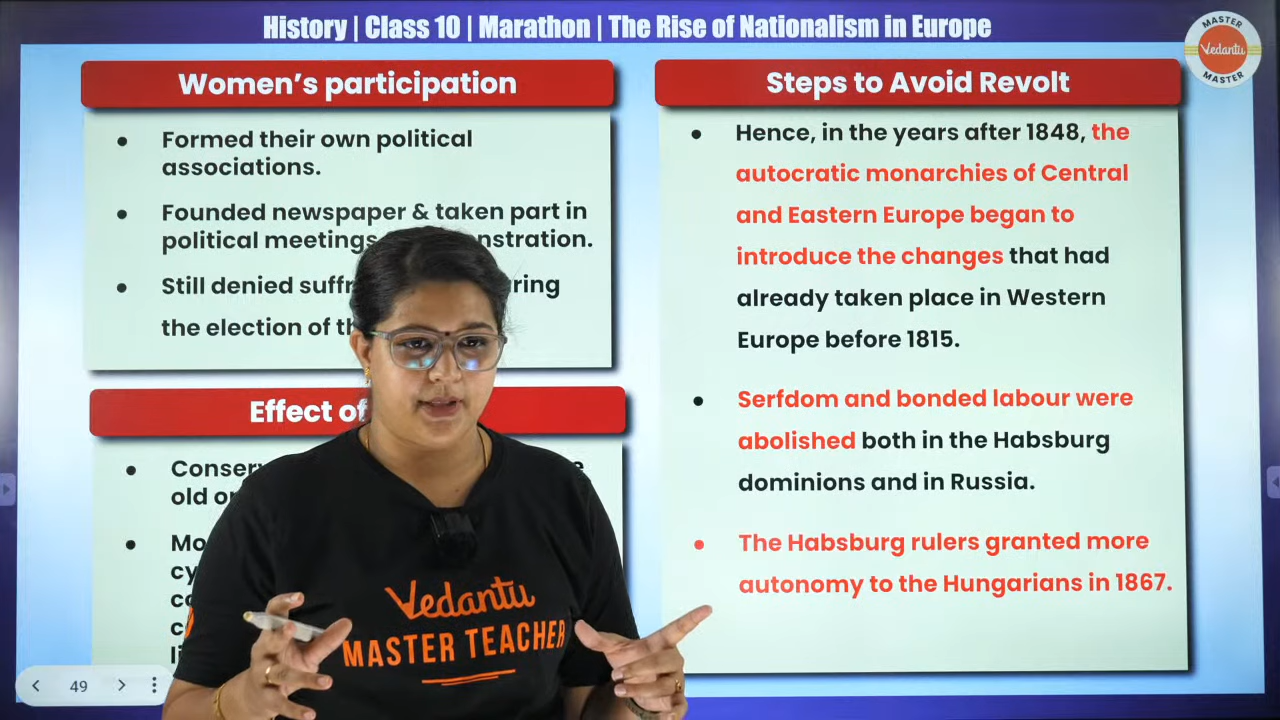 History | Class 10 | Marathon | The Rise of Nationalism in Europe
MASTER
Vedantu
MASTER
Women's participation
• Formed their own political
associations.
• Founded newspaper & taken part in
political meetings nstration.
• Still denied suffr uring
the election of th
Effect of
• Conser
old or
• Mo
cy
co
c
li
Steps to Avoid Revolt
• Hence, in the years after 1848, the
autocratic monarchies of Central
and Eastern Europe began to
introduce the changes that had
already taken place in Western
Europe before 1815.
• Serfdom and bonded labour were
abolished both in the Habsburg
dominions and in Russia.
• The Habsburg rulers granted more
autonomy to the Hungarians in 1867.
Vedantu
MASTER TEACHER
49